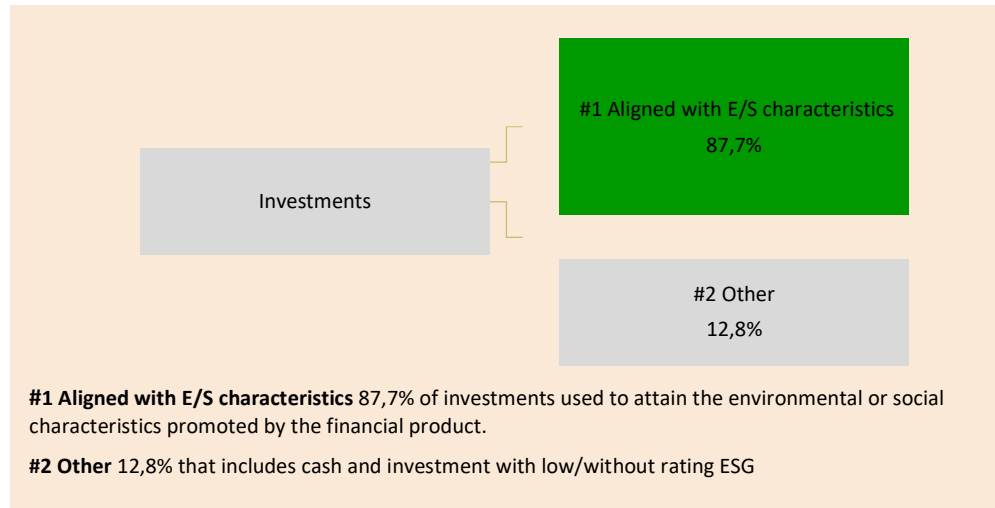 #1 Aligned with E/S characteristics
87,7%
Investments
#2 Other
12,8%
#1 Aligned with E/S characteristics 87,7% of investments used to attain the environmental or social
characteristics promoted by the financial product.
#2 Other 12,8% that includes cash and investment with low/without rating ESG